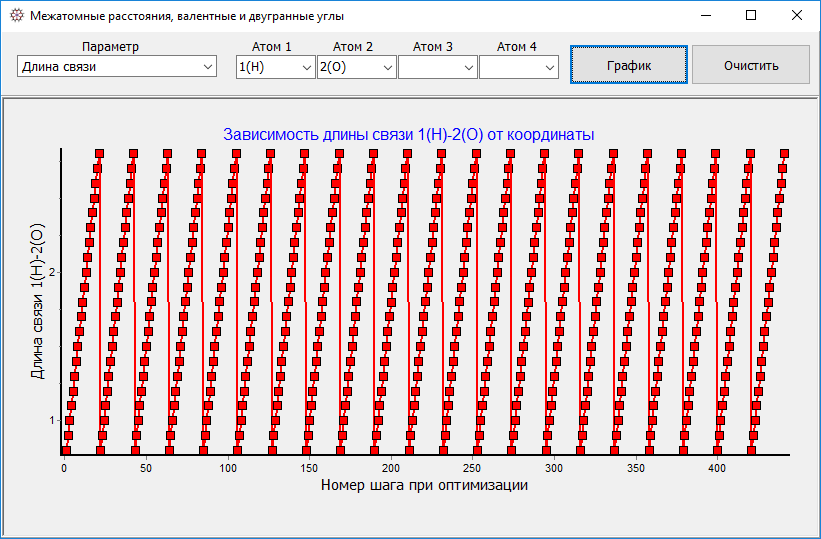 Межатомные расстояния, валентные и двугранные углы
Параметр Атом 1 Атом 2 Атом 3 Атом 4
Длина связи 1(H) 2(O) График Очистить
Зависимость длины связи 1(H)-2(O) от координаты
Длина связи 1(H)-2(O)
2
1
0 50 100 150 200 250 300 350 400
Номер шага при оптимизации